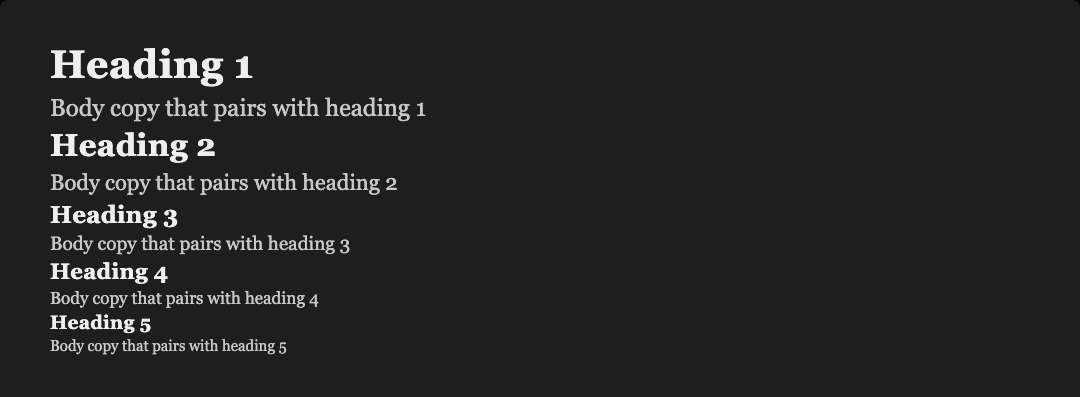 Heading 1
Body copy that pairs with heading 1
Heading 2
Body copy that pairs with heading 2
Heading 3
Body copy that pairs with heading 3
Heading 4
Body copy that pairs with heading 4
Heading 5
Body copy that pairs with heading 5